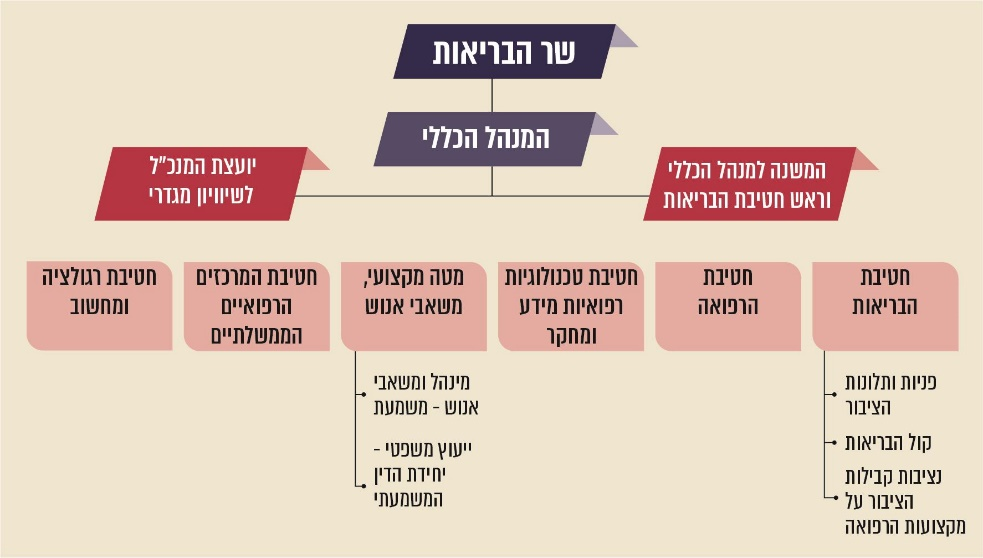 שר הבריאות
המנהל הכללי
המשנה למנהל הכללי
וראש חטיבת הבריאות
יועצת המנכ"ל
לשיוויון מגדרי
חטיבת
הבריאות
חטיבת
הרפואה
חטיבת טכנולוגיות
רפואיות מידע
ומחקר
מטה מקצועי,
משאבי אנוש
חטיבת המרכזים
הרפואיים
הממשלתיים
חטיבת רגולציה
ומחשוב
פניות ותלונות
הציבור
קול הבריאות
נציבות קבילות
הציבור על
מקצועות הרפואה
מינהל ומשאבי
אנוש - משמעת
ייעוץ משפטי -
יחידת הדין
המשמעתי